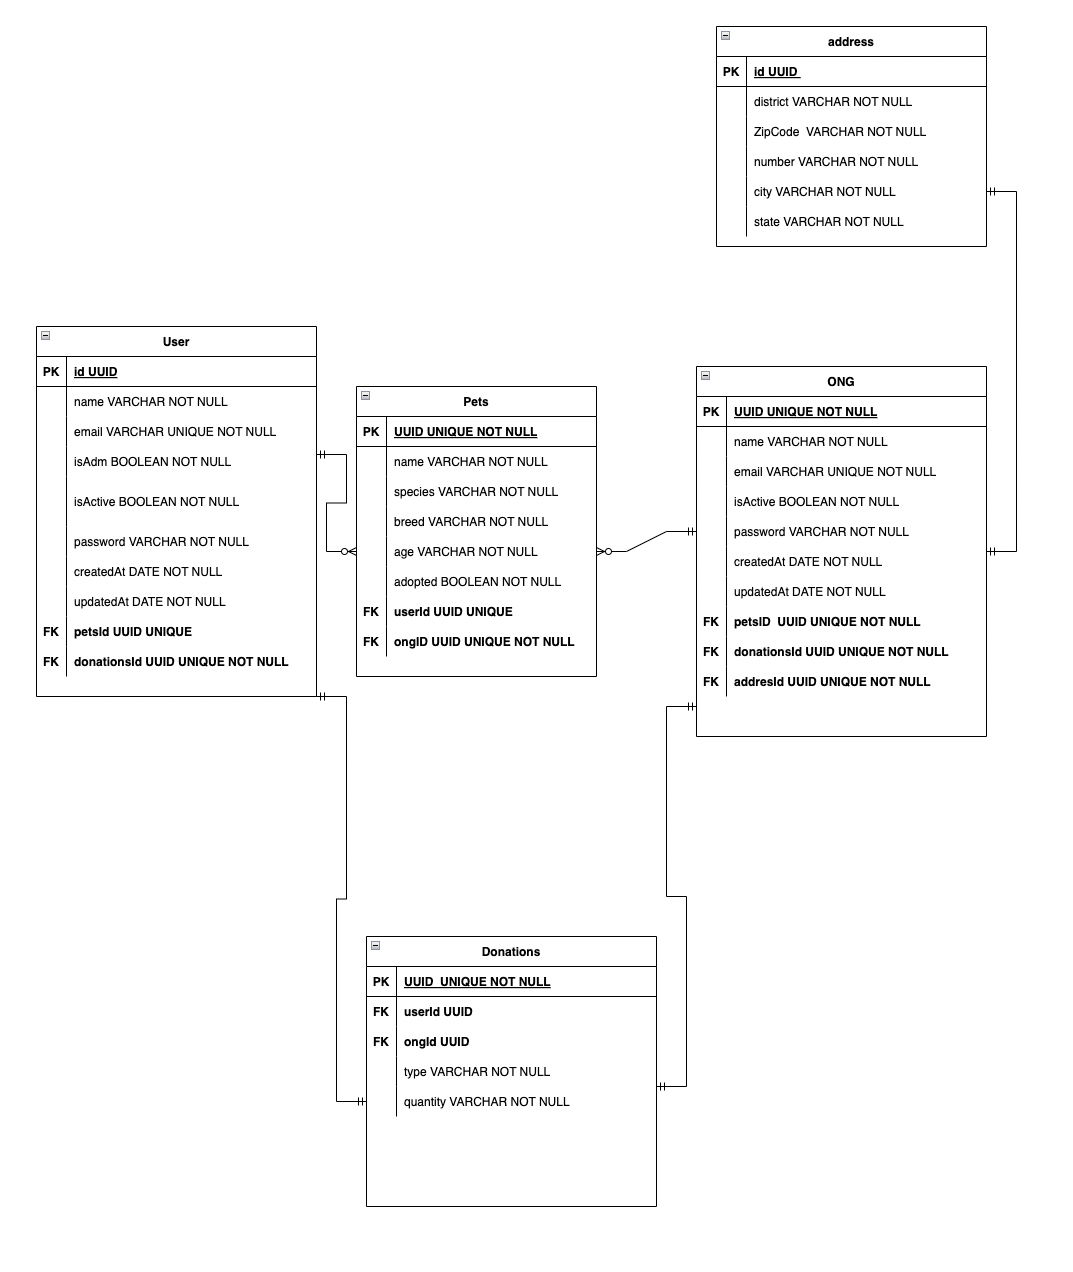 address
PK id UUID
district VARCHAR NOT NULL
ZipCode  VARCHAR NOT NULL
number VARCHAR NOT NULL
city VARCHAR NOT NULL
state VARCHAR NOT NULL
User
PK id UUID
name VARCHAR NOT NULL
email VARCHAR UNIQUE NOT NULL
isAdm BOOLEAN NOT NULL
isActive BOOLEAN NOT NULL
password VARCHAR NOT NULL
createdAt DATE NOT NULL
updatedAt DATE NOT NULL
FK petsId UUID UNIQUE
FK donationsId UUID UNIQUE NOT NULL
Pets
PK UUID UNIQUE NOT NULL
name VARCHAR NOT NULL
species VARCHAR NOT NULL
breed VARCHAR NOT NULL
age VARCHAR NOT NULL
adopted BOOLEAN NOT NULL
FK userId UUID UNIQUE
FK ongID UUID UNIQUE NOT NULL
ONG
PK UUID UNIQUE NOT NULL
name VARCHAR NOT NULL
email VARCHAR UNIQUE NOT NULL
isActive BOOLEAN NOT NULL
password VARCHAR NOT NULL
createdAt DATE NOT NULL
updatedAt DATE NOT NULL
FK petsID  UUID UNIQUE NOT NULL
FK donationsId UUID UNIQUE NOT NULL
FK addresId UUID UNIQUE NOT NULL
Donations
PK UUID  UNIQUE NOT NULL
FK userId UUID
FK ongId UUID
type VARCHAR NOT NULL
quantity VARCHAR NOT NULL